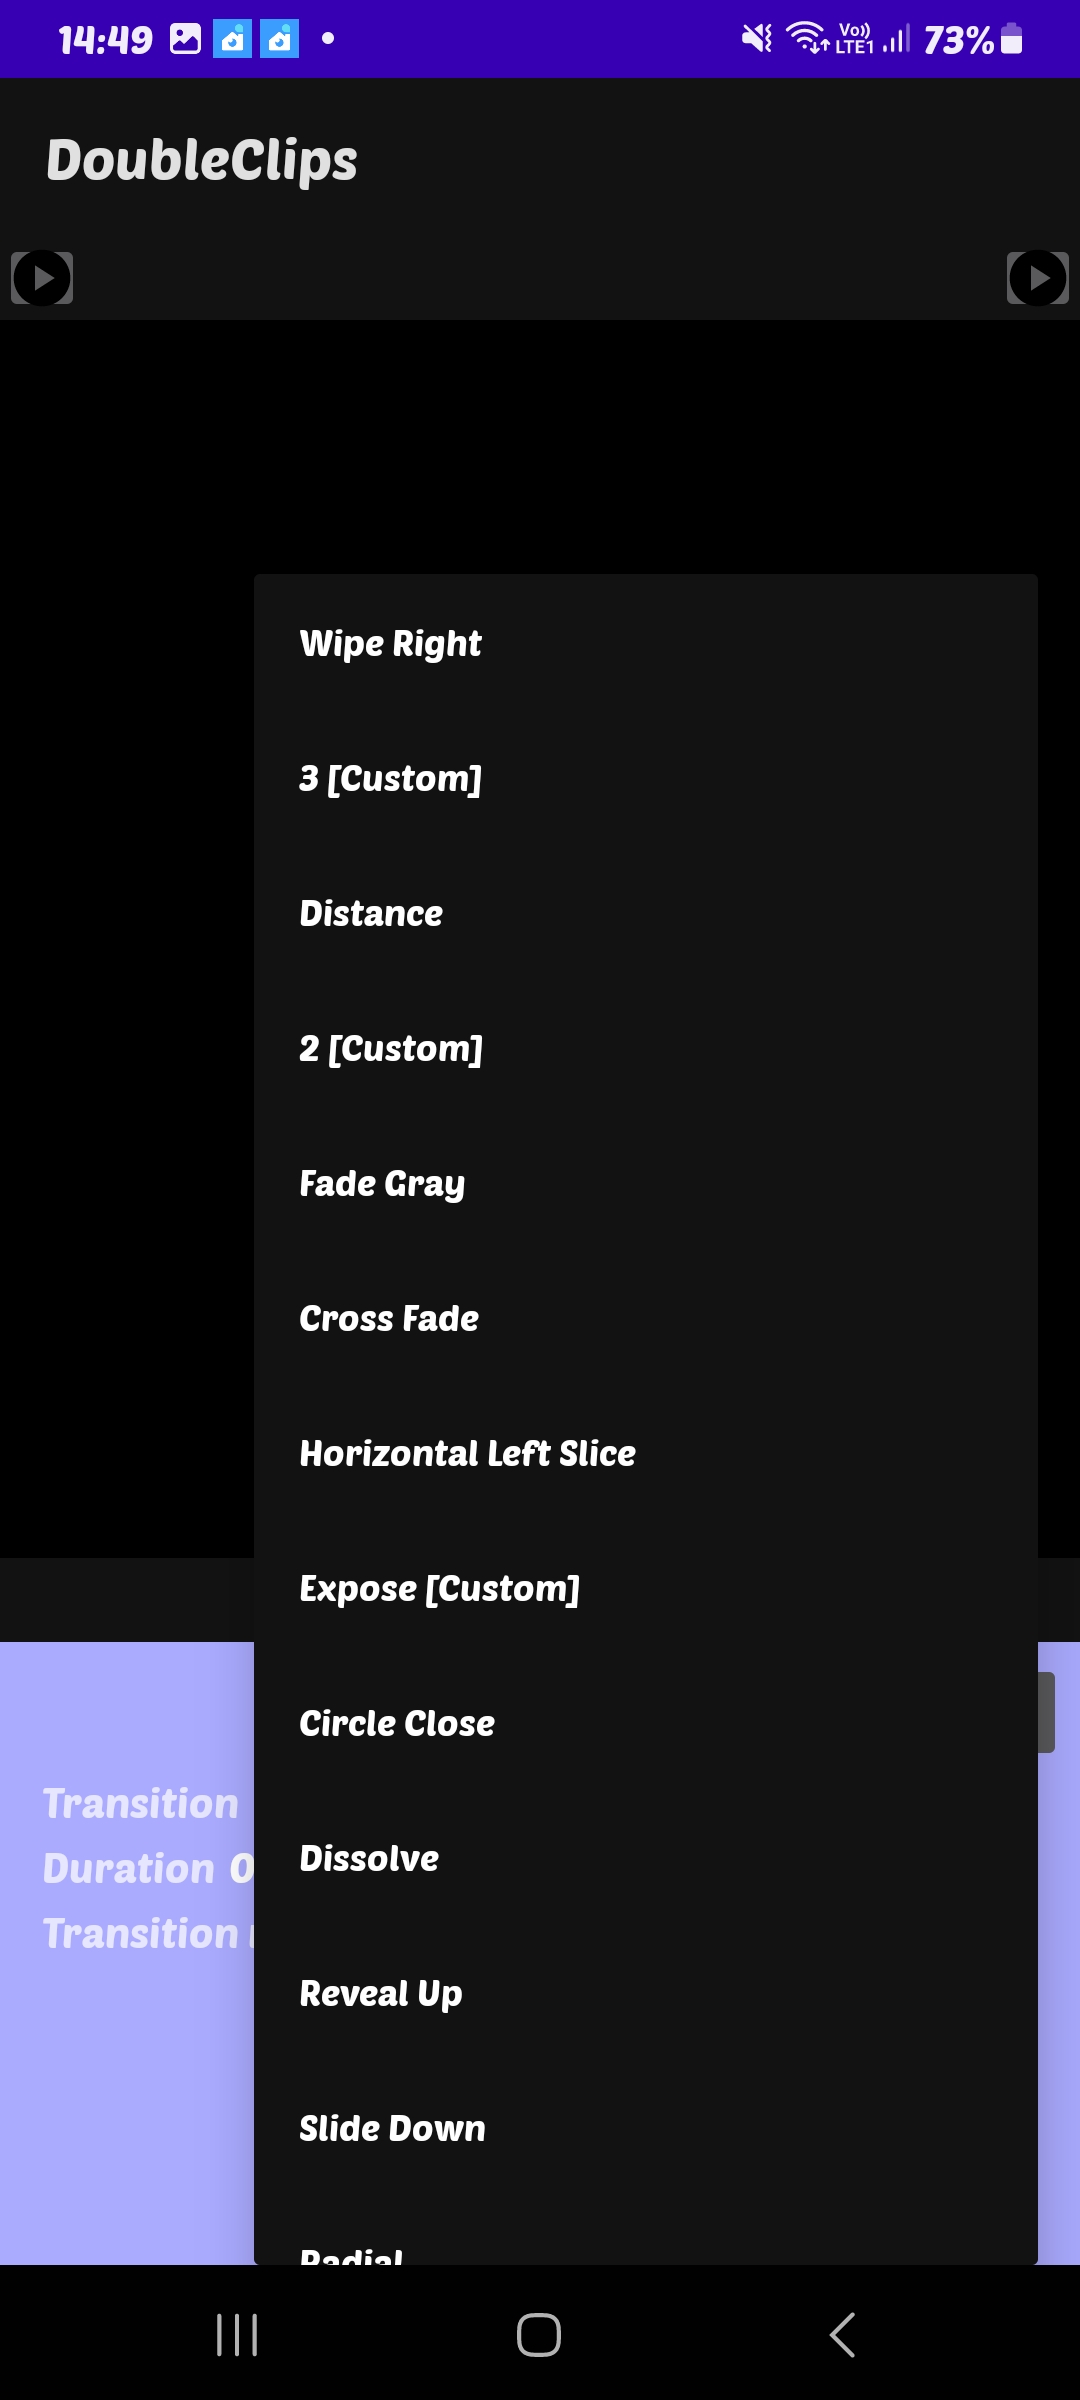 14:49
Vo)) LTE1
73%
DoubleClips
Wipe Right
3 [Custom]
Distance
2 [Custom]
Fade Gray
Cross Fade
Horizontal Left Slice
Expose [Custom]
Circle Close
Transition
Dissolve
Duration 0
Transition
Reveal Up
Slide Down
Radial